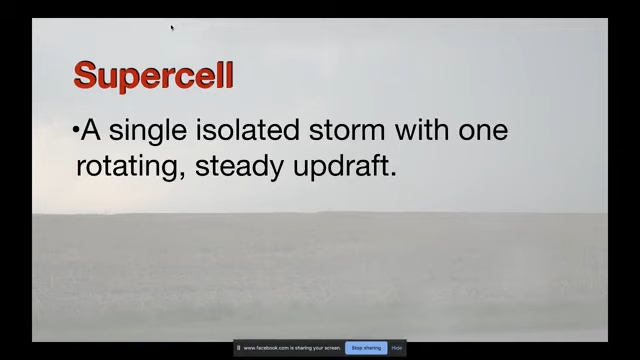 Supercell
•A single isolated storm with one
rotating, steady updraft.
www.facebook.com is sharing your screen. Stop sharing Hide